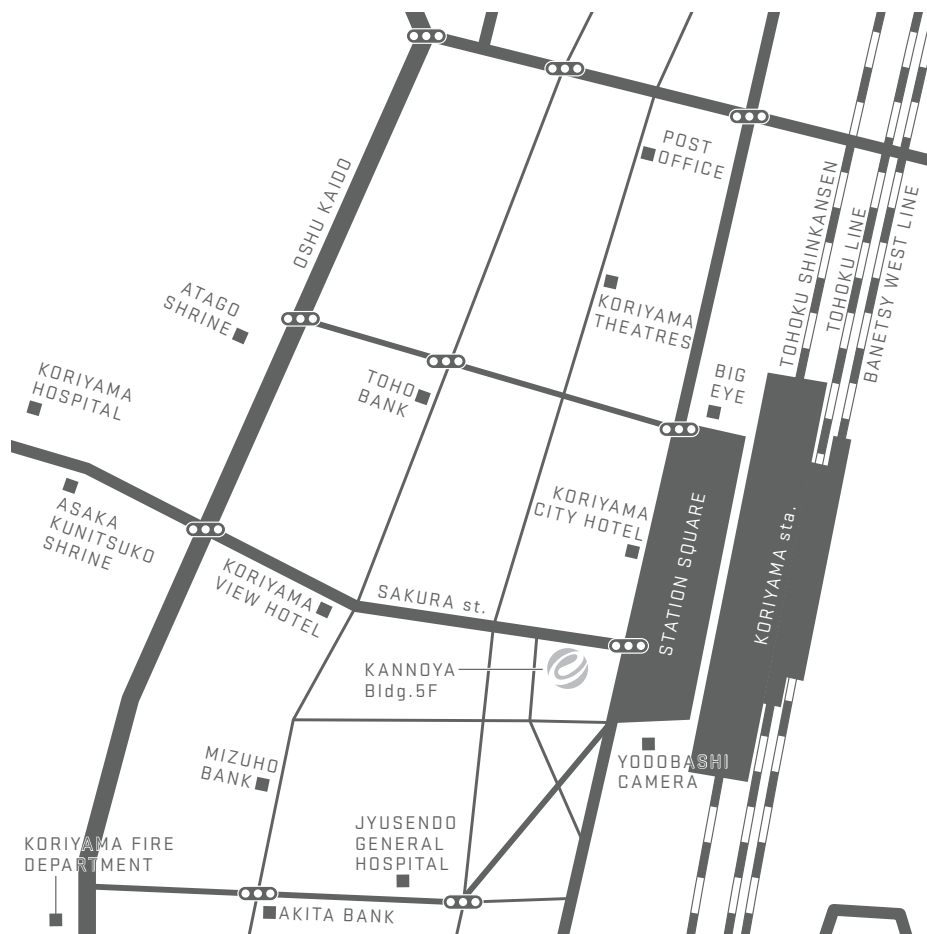 POST
OFFICE
OSHU KAIDO
TOHOKU SHINKANSEN
TOHOKU LINE
BANETSY WEST LINE
ATAGO
SHRINE
KORIYAMA
THEATRES
KORIYAMA
HOSPITAL
TOHO
BANK
BIG
EYE
ASAKA
KUNITSUKO
SHRINE
KORIYAMA
CITY HOTEL
STATION SQUARE
KORIYAMA sta.
KORIYAMA
VIEW HOTEL
SAKURA st.
KANNOYA
Bldg.5F
MIZUHO
BANK
YODOBASHI
CAMERA
JYUSENDO
GENERAL
HOSPITAL
KORIYAMA FIRE
DEPARTMENT
AKITA BANK